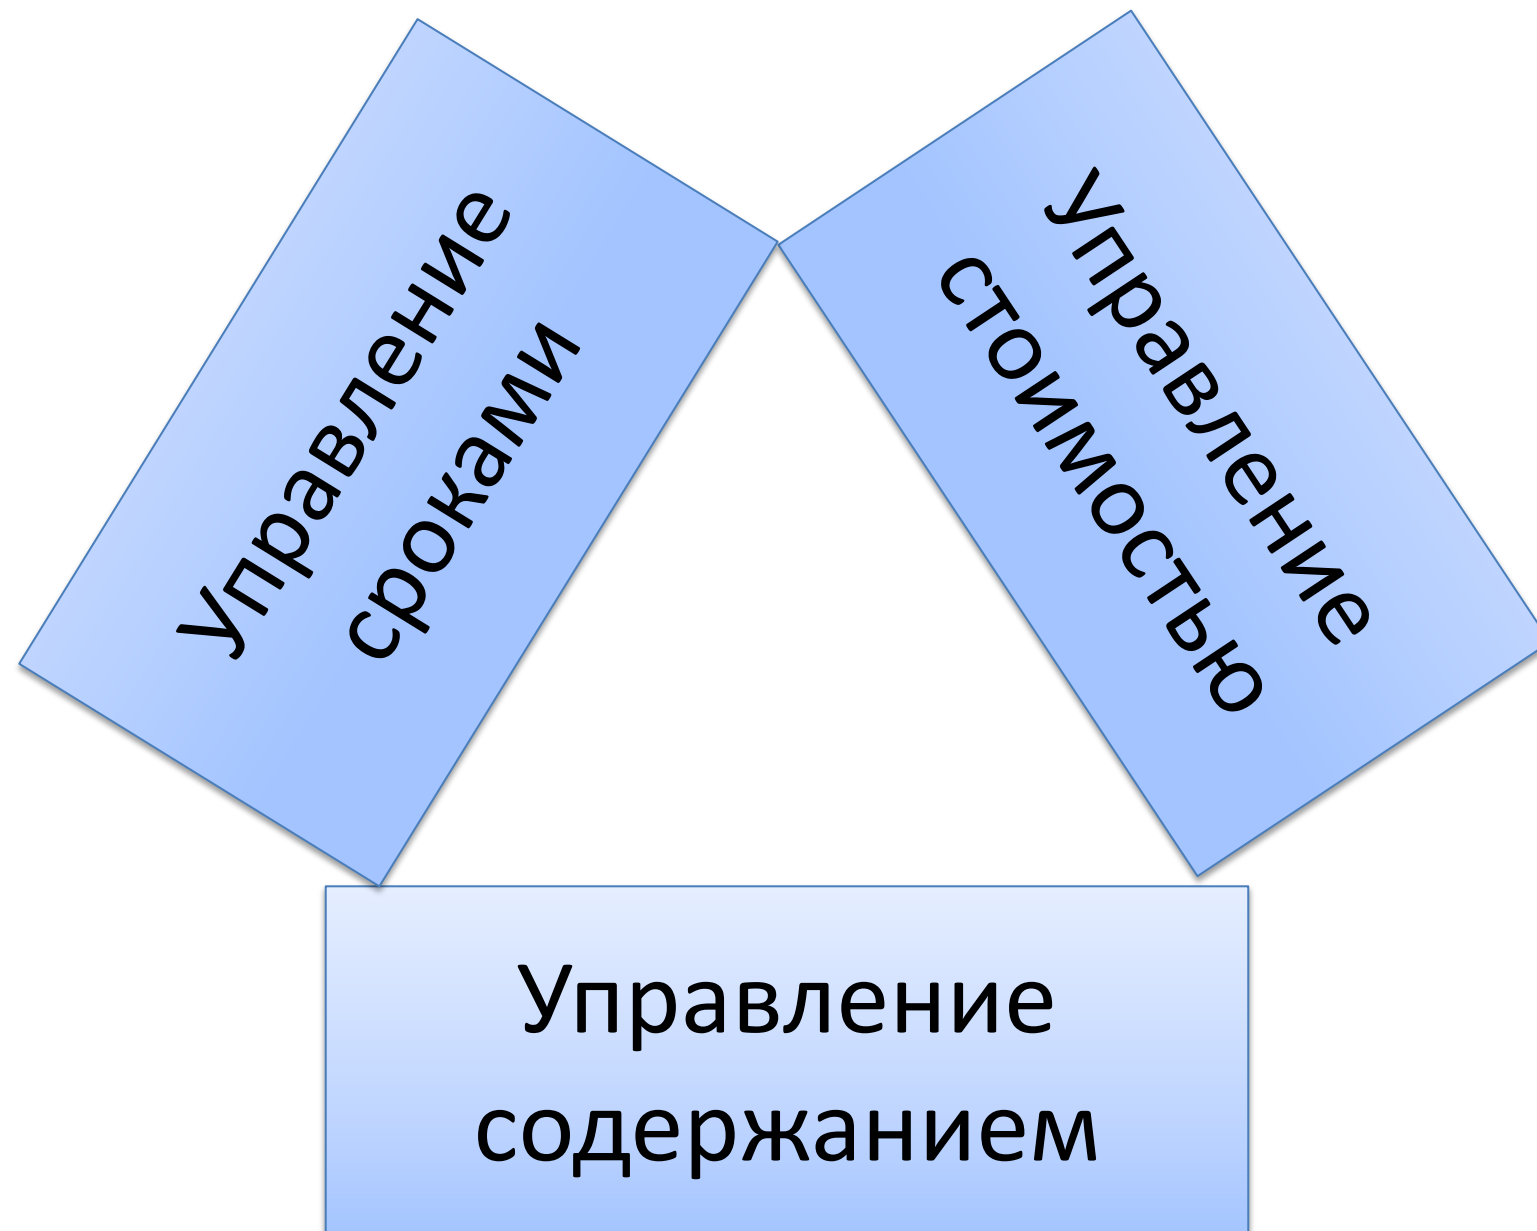 Управление
сроками
Управление
стоимостью
Управление
содержанием